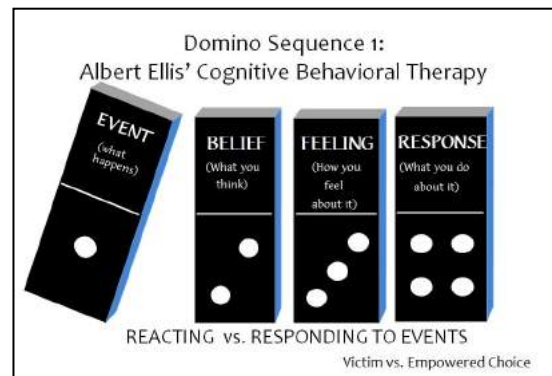 Domino Sequence 1:
Albert Ellis' Cognitive Behavioral Therapy
EVENT
(what
happens)
BELIEF
(What you
think)
FEELING
(How you
feel
about it)
RESPONSE
(What you do
about it)
REACTING vs. RESPONDING TO EVENTS
Victim vs. Empowered Choice